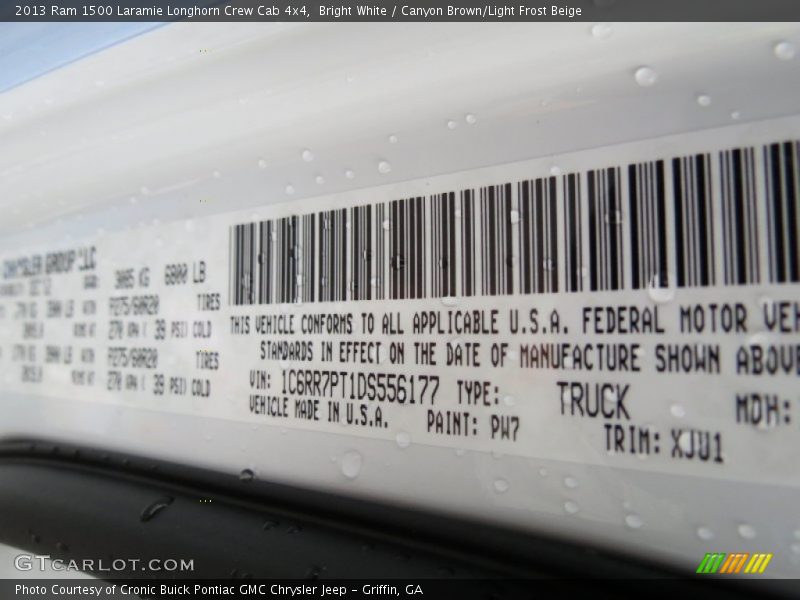 2013 Ram 1500 Laramie Longhorn Crew Cab 4x4, Bright White / Canyon Brown/Light Frost Beige
CHRYSLER GROUP LLC
3085 KG 6800 LB
P275/60R20 TIRES
270 KPA ( 39 PSI) COLD
P275/60R20 TIRES
270 KPA ( 39 PSI) COLD
THIS VEHICLE CONFORMS TO ALL APPLICABLE U.S.A. FEDERAL MOTOR VEH
STANDARDS IN EFFECT ON THE DATE OF MANUFACTURE SHOWN ABOVE
VIN: 1C6RR7PT1DS556177 TYPE: TRUCK MDH:
VEHICLE MADE IN U.S.A. PAINT: PW7 TRIM: XJU1
GTCARLOT.COM
Photo Courtesy of Cronic Buick Pontiac GMC Chrysler Jeep - Griffin, GA